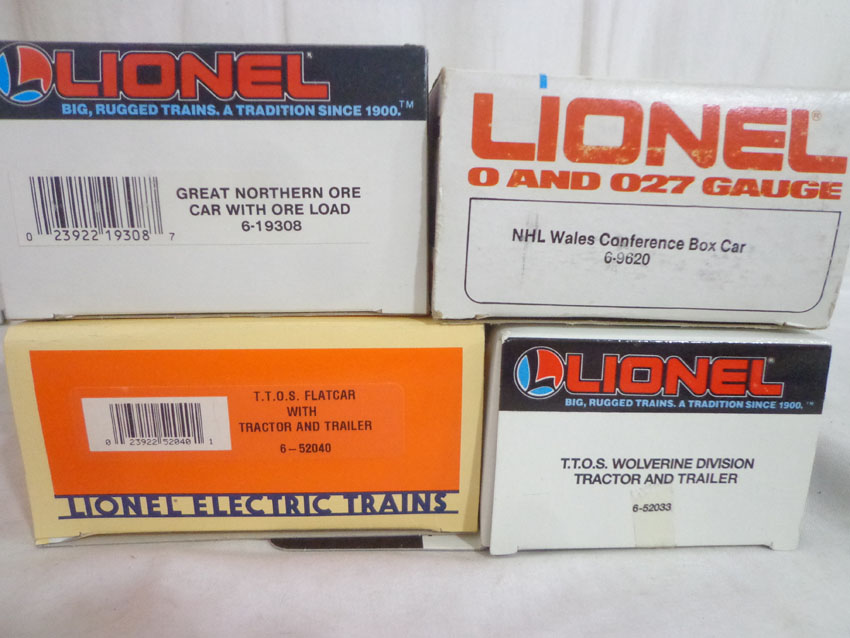 LIONEL
BIG, RUGGED TRAINS. A TRADITION SINCE 1900.™
GREAT NORTHERN ORE
CAR WITH ORE LOAD
6-19308
0 23922 19308 7
LIONEL®
O AND 027 GAUGE
NHL Wales Conference Box Car
6-9620
T.T.O.S. FLATCAR
WITH
TRACTOR AND TRAILER
6-52040
0 23922 52040 1
LIONEL® ELECTRIC TRAINS
LIONEL
BIG, RUGGED TRAINS. A TRADITION SINCE 1900.™
T.T.O.S. WOLVERINE DIVISION
TRACTOR AND TRAILER
6-52033